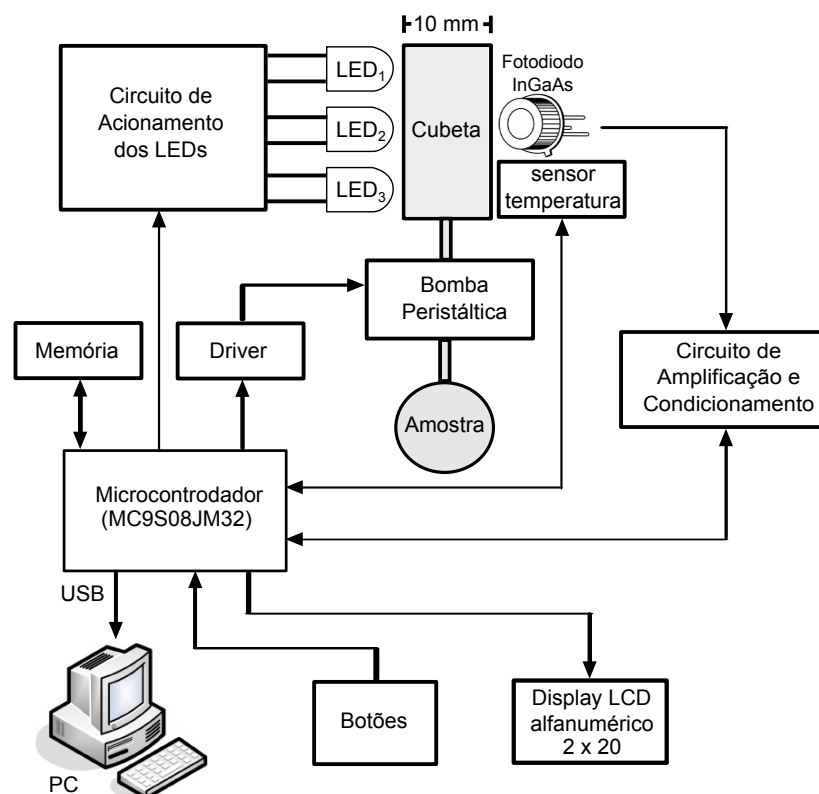 10 mm
Circuito de
Acionamento
dos LEDs
LED1
LED2
LED3
Cubeta
Fotodiodo
InGaAs
sensor
temperatura
Bomba
Peristáltica
Memória
Driver
Circuito de
Amplificação e
Condicionamento
Amostra
Microcontrodador
(MC9S08JM32)
USB
PC
Botões
Display LCD
alfanumérico
2 x 20